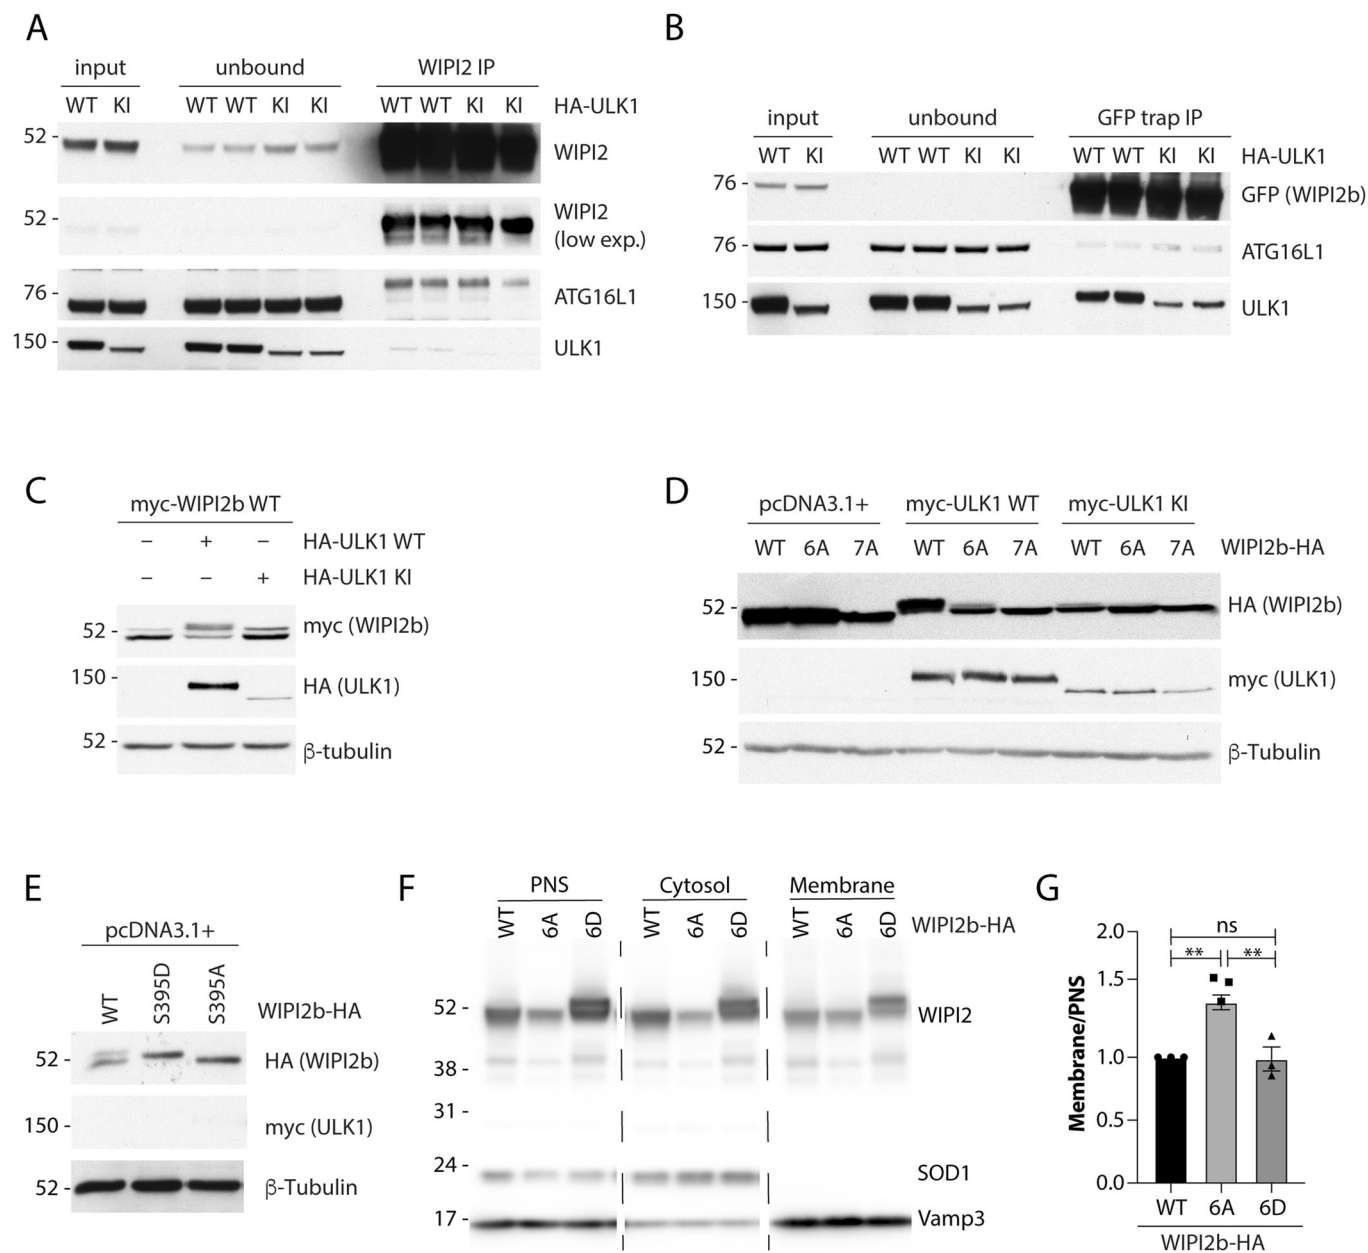 A
input unbound WIPI2 IP
WT KI WT WT KI KI WT WT KI KI HA-ULK1
52 - WIPI2
52 - WIPI2
(low exp.)
76 - ATG16L1
150 - ULK1
B
input unbound GFP trap IP
WT KI WT WT KI KI WT WT KI KI HA-ULK1
76 - GFP (WIPI2b)
76 - ATG16L1
150 - ULK1
C
myc-WIPI2b WT
– + – HA-ULK1 WT
– – + HA-ULK1 KI
52 - myc (WIPI2b)
150 - HA (ULK1)
52 - β-tubulin
D
pcDNA3.1+ myc-ULK1 WT myc-ULK1 KI
WT 6A 7A WT 6A 7A WT 6A 7A WIPI2b-HA
52 - HA (WIPI2b)
150 - myc (ULK1)
52 - β-Tubulin
E
pcDNA3.1+
WT S395D S395A WIPI2b-HA
52 - HA (WIPI2b)
150 - myc (ULK1)
52 - β-Tubulin
F
PNS Cytosol Membrane
WT 6A 6D WT 6A 6D WT 6A 6D WIPI2b-HA
52 - WIPI2
38 -
31 -
24 - SOD1
17 - Vamp3
G
ns
** **
2.0
1.5
1.0
0.5
0.0
Membrane/PNS
WT 6A 6D
WIPI2b-HA